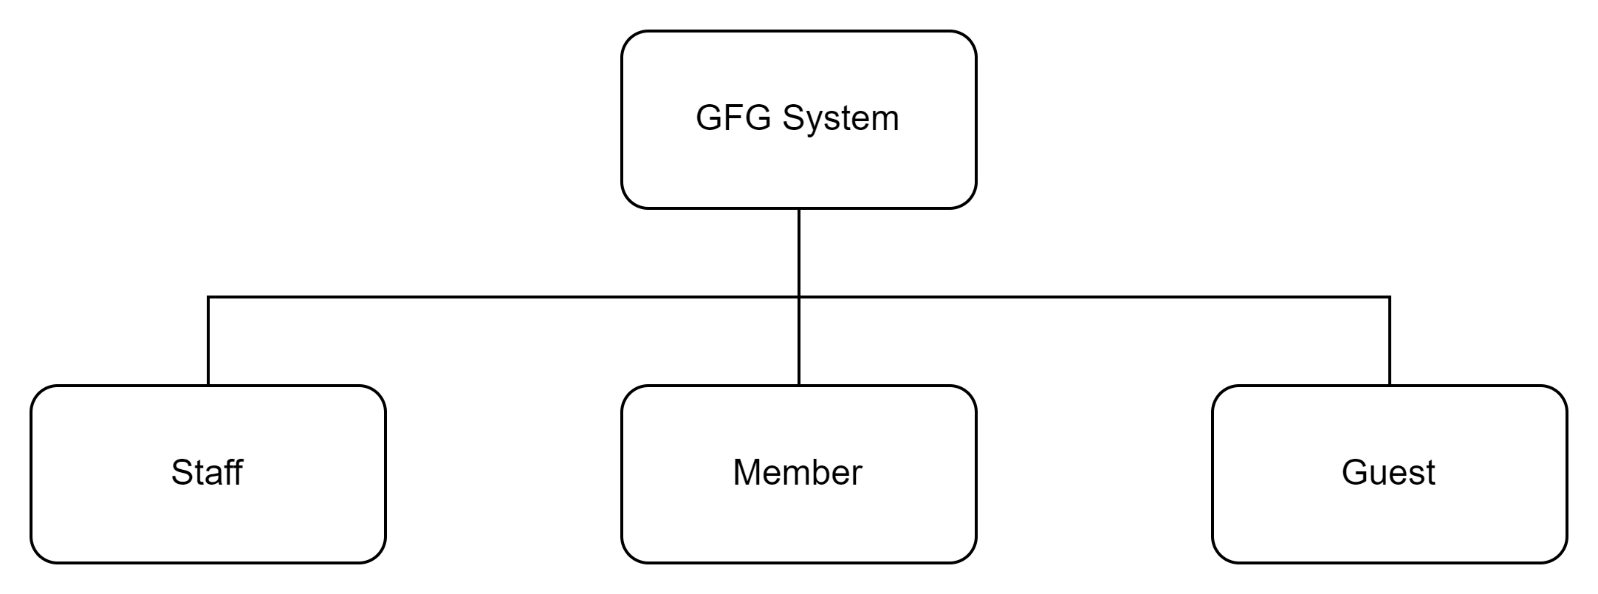 GFG System
Staff
Member
Guest